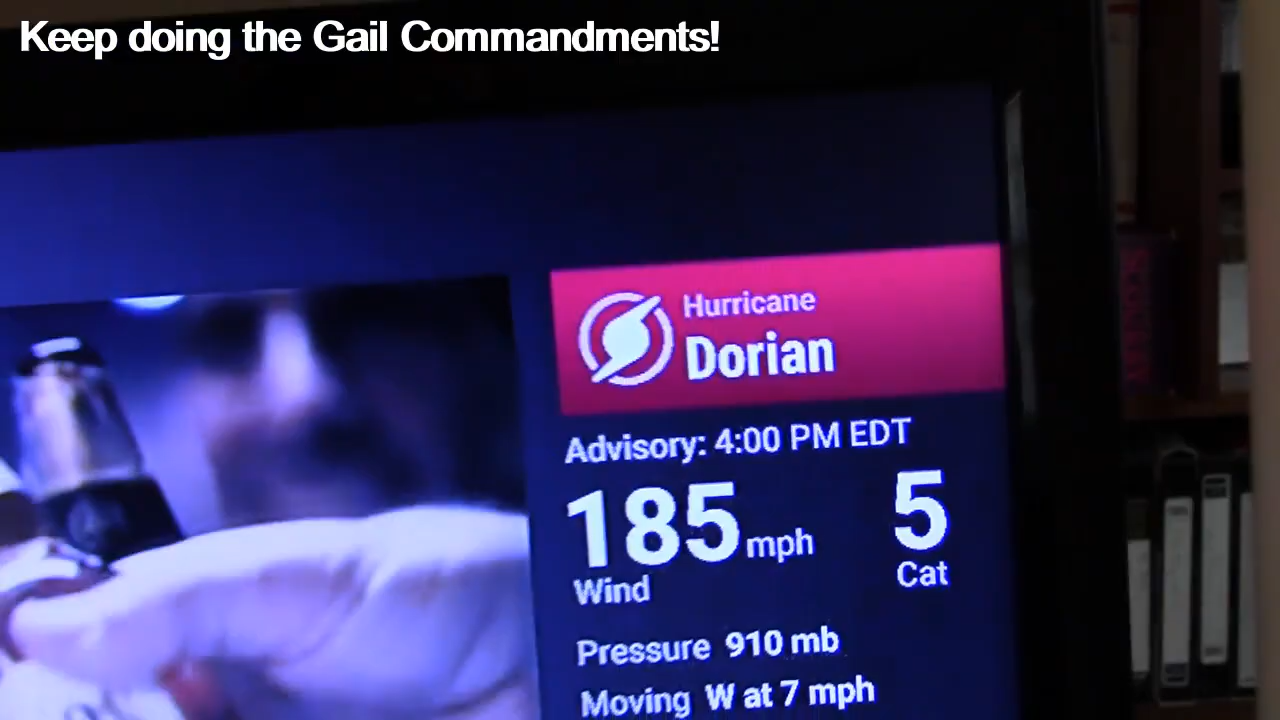 Keep doing the Gail Commandments!
Hurricane
Dorian
Advisory: 4:00 PM EDT
185 mph 5
Wind Cat
Pressure 910 mb
Moving W at 7 mph